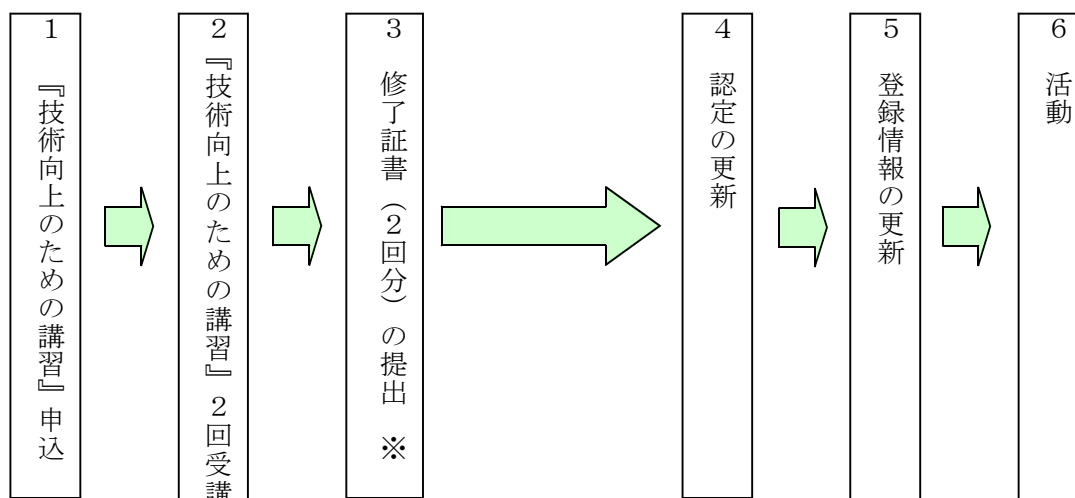 １　『技術向上のための講習』申込
２　『技術向上のための講習』２回受講
３　修了証書（２回分）の提出　※
４　認定の更新
５　登録情報の更新
６　活動